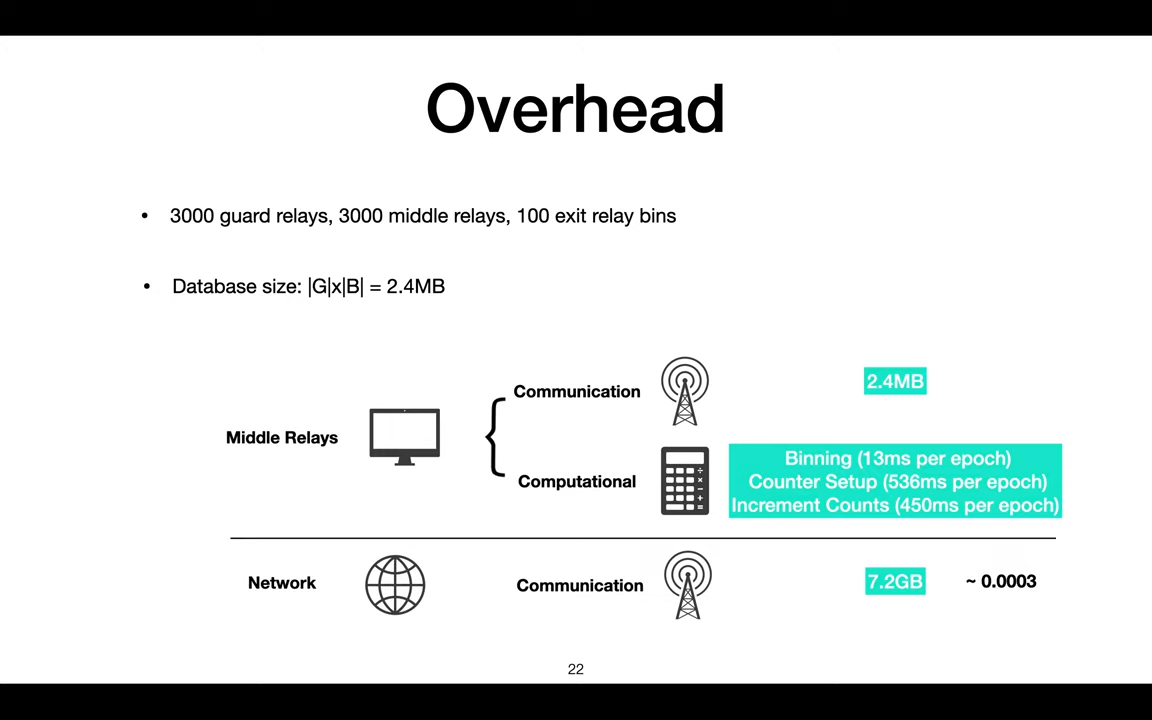 Overhead
• 3000 guard relays, 3000 middle relays, 100 exit relay bins
• Database size: |G|x|B| = 2.4MB
Middle Relays
Communication
2.4MB
Computational
Binning (13ms per epoch)
Counter Setup (536ms per epoch)
Increment Counts (450ms per epoch)
Network
Communication
7.2GB
~ 0.0003
22